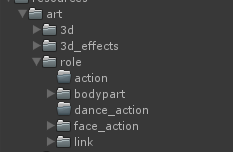 resources
art
3d
3d_effects
role
action
bodypart
dance_action
face_action
link